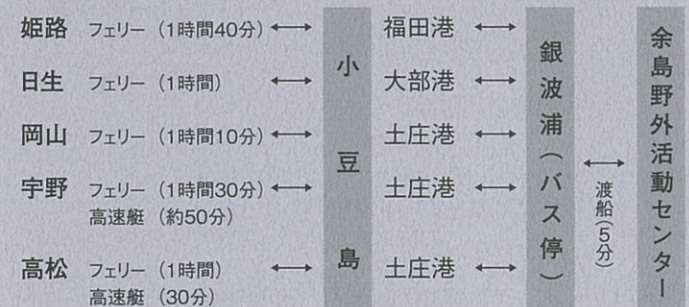 姫路 フェリー（1時間40分）⟷ 小豆島 福田港 ⟷ 銀波浦（バス停） ⟷ 渡船（5分） 余島野外活動センター
日生 フェリー（1時間）⟷ 大部港 ⟷
岡山 フェリー（1時間10分）⟷ 土庄港 ⟷
宇野 フェリー（1時間30分）⟷ 土庄港 ⟷
高速艇（約50分）
高松 フェリー（1時間）⟷ 土庄港 ⟷
高速艇（30分）